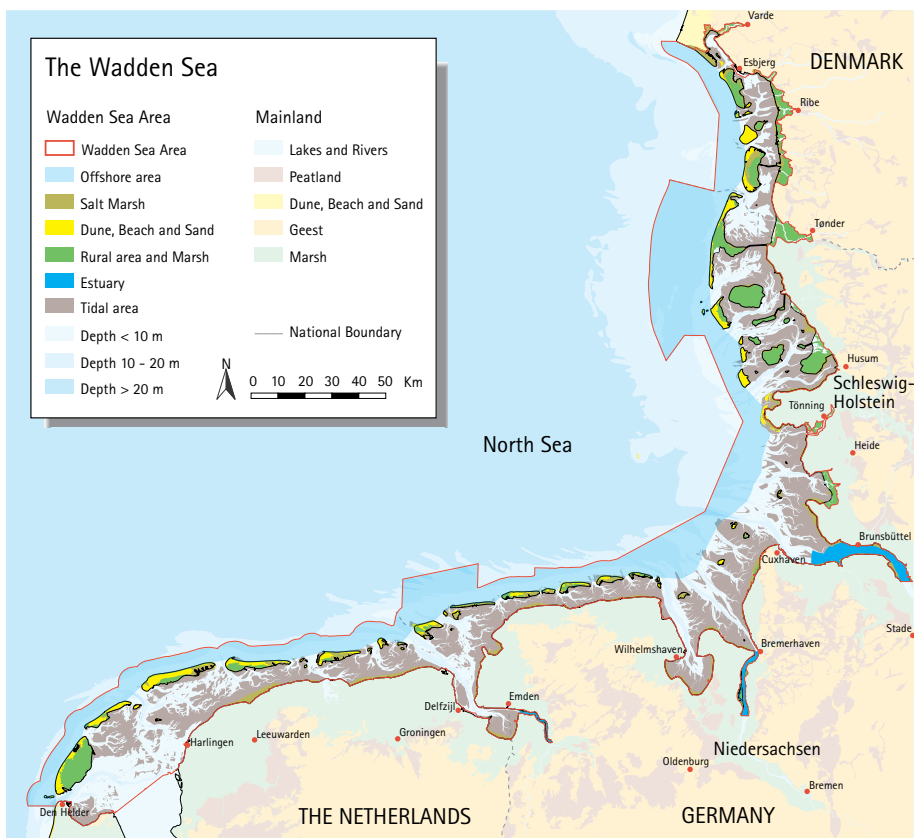 The Wadden Sea
Wadden Sea Area
Wadden Sea Area
Offshore area
Salt Marsh
Dune, Beach and Sand
Rural area and Marsh
Estuary
Tidal area
Depth < 10 m
Depth 10 - 20 m
Depth > 20 m
Mainland
Lakes and Rivers
Peatland
Dune, Beach and Sand
Geest
Marsh
National Boundary
N
0 10 20 30 40 50 Km
Varde
DENMARK
Esbjerg
Ribe
Tønder
Husum
Schleswig-
Holstein
Tönning
North Sea
Heide
Brunsbüttel
Cuxhaven
Stade
Bremerhaven
Wilhelmshaven
Emden
Delfzijl
Groningen
Leeuwarden
Harlingen
Niedersachsen
Oldenburg
Bremen
Den Helder
THE NETHERLANDS
GERMANY